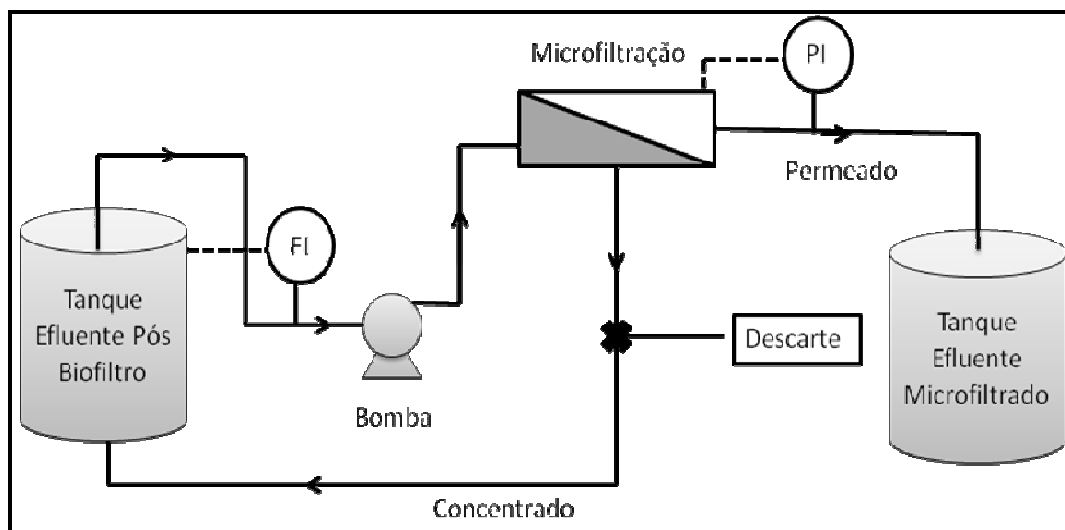 Microfiltração
PI
Permeado
FI
Tanque
Efluente Pós
Biofiltro
Bomba
Descarte
Tanque
Efluente
Microfiltrado
Concentrado